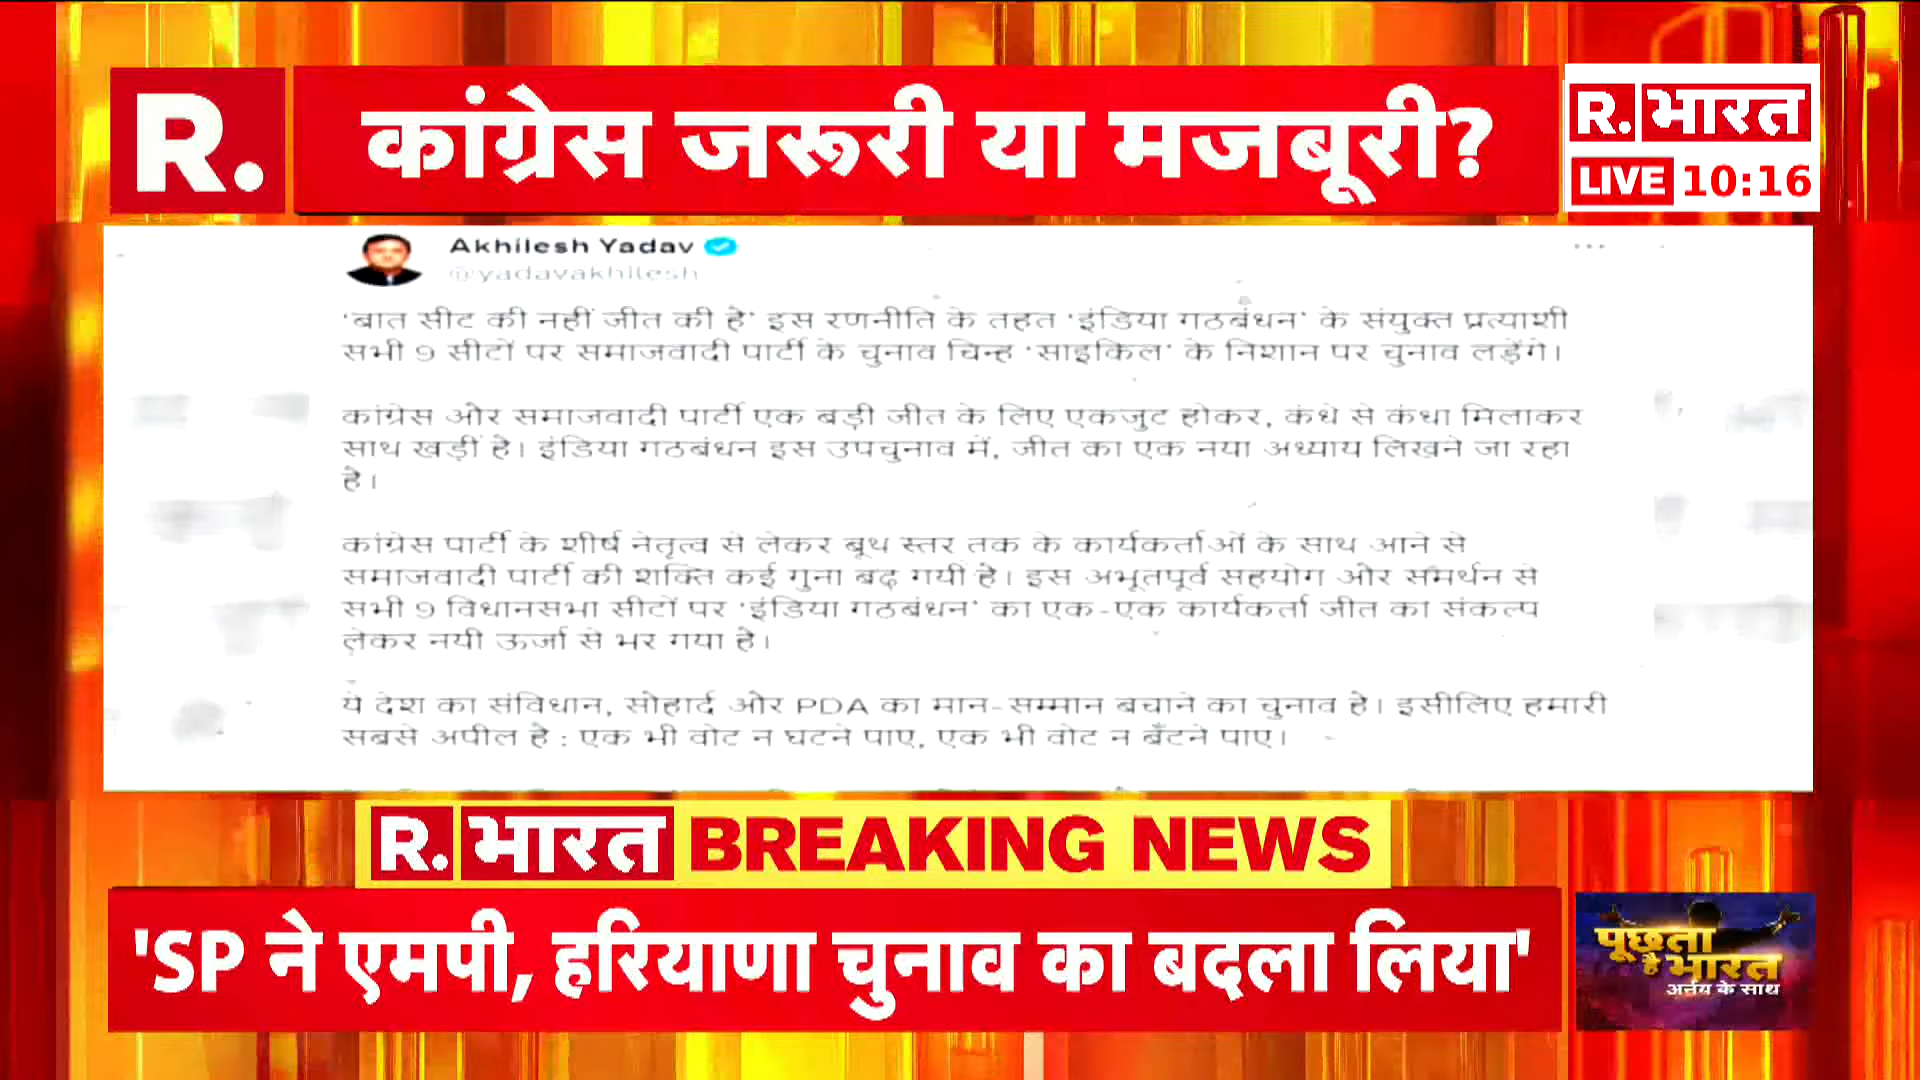 R. कांग्रेस जरूरी या मजबूरी?
R. भारत
LIVE 10:16
Akhilesh Yadav
@yadavakhilesh
'बात सीट की नहीं जीत की है' इस रणनीति के तहत 'इंडिया गठबंधन' के संयुक्त प्रत्याशी
सभी 9 सीटों पर समाजवादी पार्टी के चुनाव चिन्ह 'साइकिल' के निशान पर चुनाव लड़ेंगे।
कांग्रेस और समाजवादी पार्टी एक बड़ी जीत के लिए एकजुट होकर, कंधे से कंधा मिलाकर
साथ खड़ी है। इंडिया गठबंधन इस उपचुनाव में, जीत का एक नया अध्याय लिखने जा रहा
है।
कांग्रेस पार्टी के शीर्ष नेतृत्व से लेकर बूथ स्तर तक के कार्यकर्ताओं के साथ आने से
समाजवादी पार्टी की शक्ति कई गुना बढ़ गयी है। इस अभूतपूर्व सहयोग और समर्थन से
सभी 9 विधानसभा सीटों पर 'इंडिया गठबंधन' का एक-एक कार्यकर्ता जीत का संकल्प
लेकर नयी ऊर्जा से भर गया है।
ये देश का संविधान, सौहार्द और PDA का मान-सम्मान बचाने का चुनाव है। इसीलिए हमारी
सबसे अपील है : एक भी वोट न घटने पाए, एक भी वोट न बँटने पाए।
R. भारत BREAKING NEWS
'SP ने एमपी, हरियाणा चुनाव का बदला लिया'
पूछता
है भारत
अर्नब के साथ